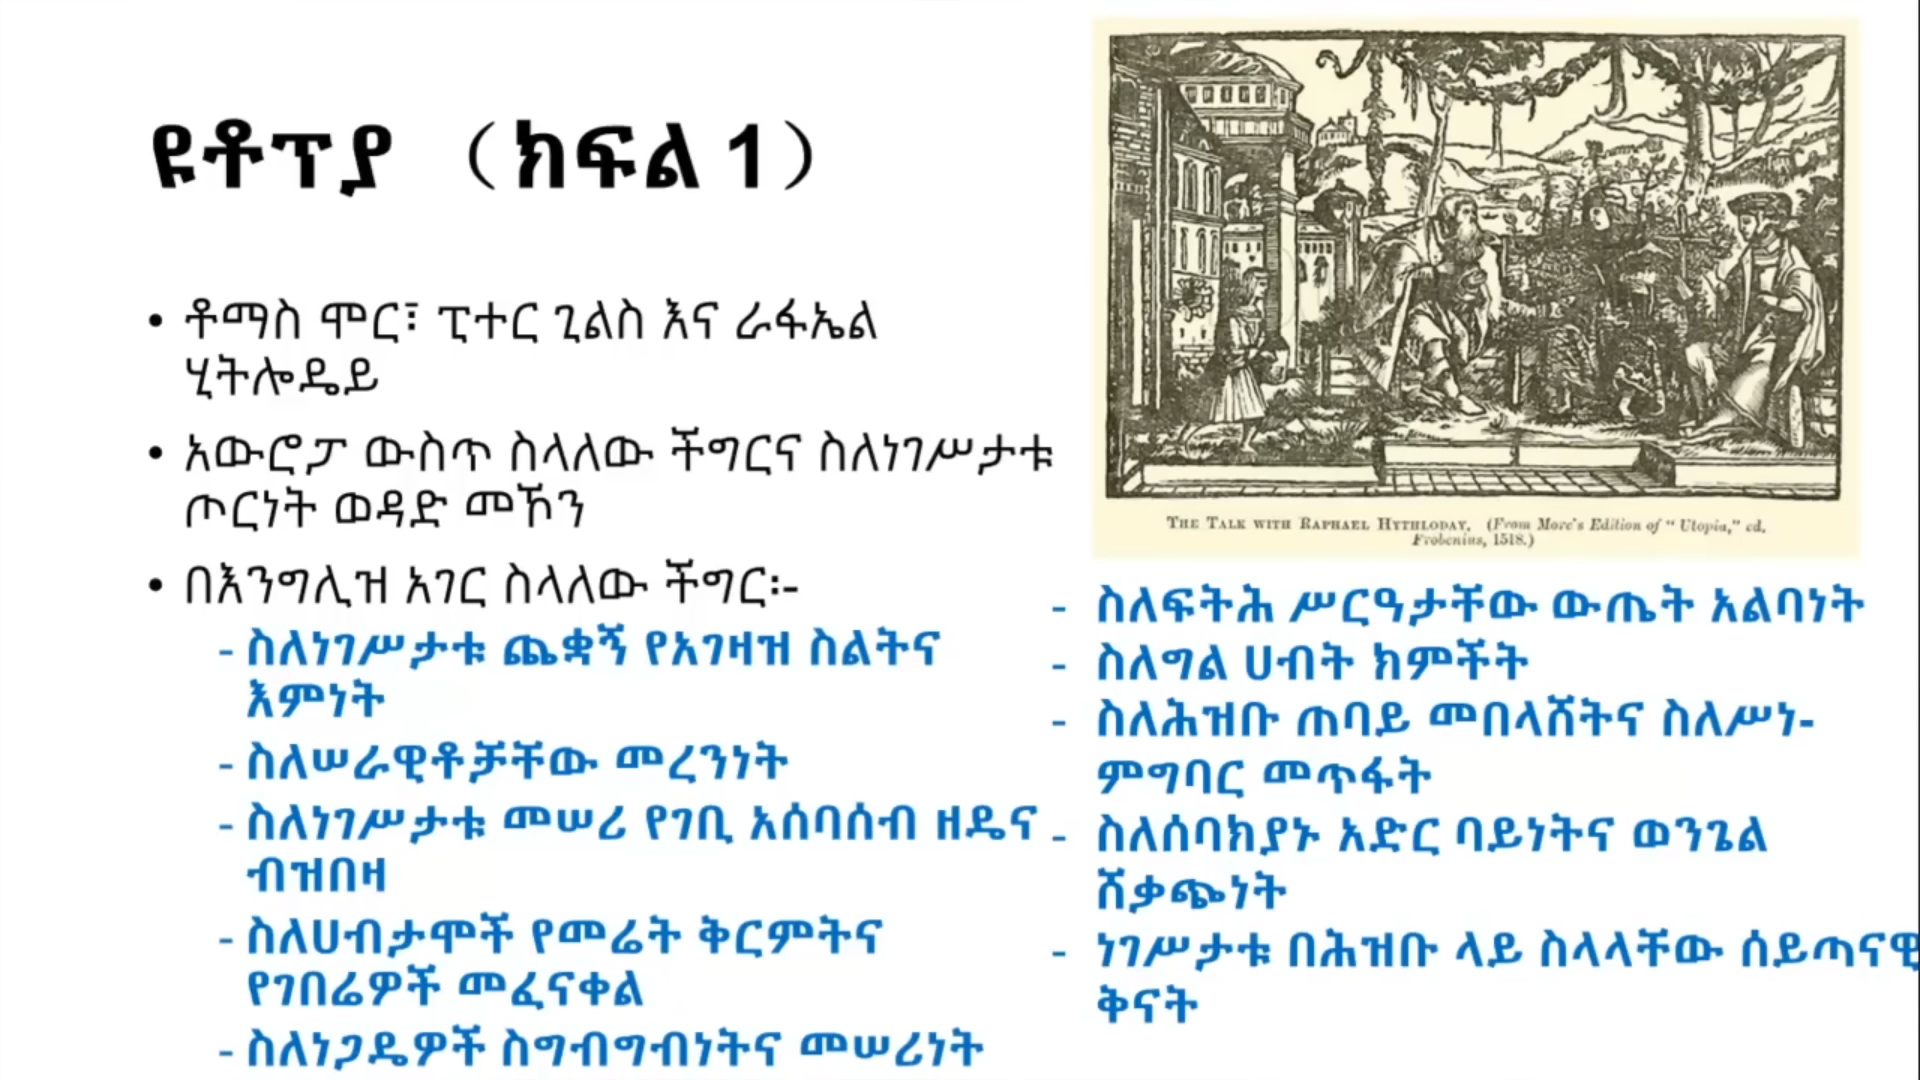 ዩቶፕያ (ክፍል 1)
• ቶማስ ሞር፣ ፒተር ጊልስ እና ራፋኤል
ሂትሎዴይ
• አውሮፓ ውስጥ ስላለው ችግርና ስለነገሥታቱ
ጦርነት ወዳድ መኾን
• በእንግሊዝ አገር ስላለው ችግር፡-
- ስለነገሥታቱ ጨቋኝ የአገዛዝ ስልትና
እምነት
- ስለሠራዊቶቻቸው መረንነት
- ስለነገሥታቱ መሠሪ የገቢ አሰባሰብ ዘዴና
ብዝበዛ
- ስለሀብታሞች የመሬት ቅርምትና
የገበሬዎች መፈናቀል
- ስለነጋዴዎች ስግብግብነትና መሠሪነት
THE TALK WITH RAPHAEL HYTHLODAY. (From More's Edition of "Utopia," ed.
Frobenius, 1518.)
- ስለፍትሕ ሥርዓታቸው ውጤት አልባነት
- ስለግል ሀብት ክምችት
- ስለሕዝቡ ጠባይ መበላሸትና ስለሥነ-
ምግባር መጥፋት
- ስለሰባክያኑ አድር ባይነትና ወንጌል
ሸቃጭነት
- ነገሥታቱ በሕዝቡ ላይ ስላላቸው ሰይጣናዊ
ቅናት